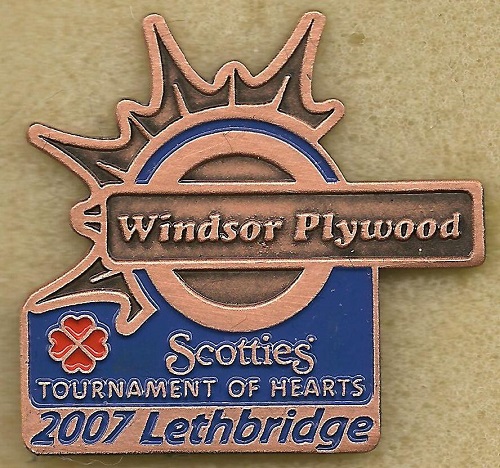 Windsor Plywood
Scotties
TOURNAMENT OF HEARTS
2007 Lethbridge